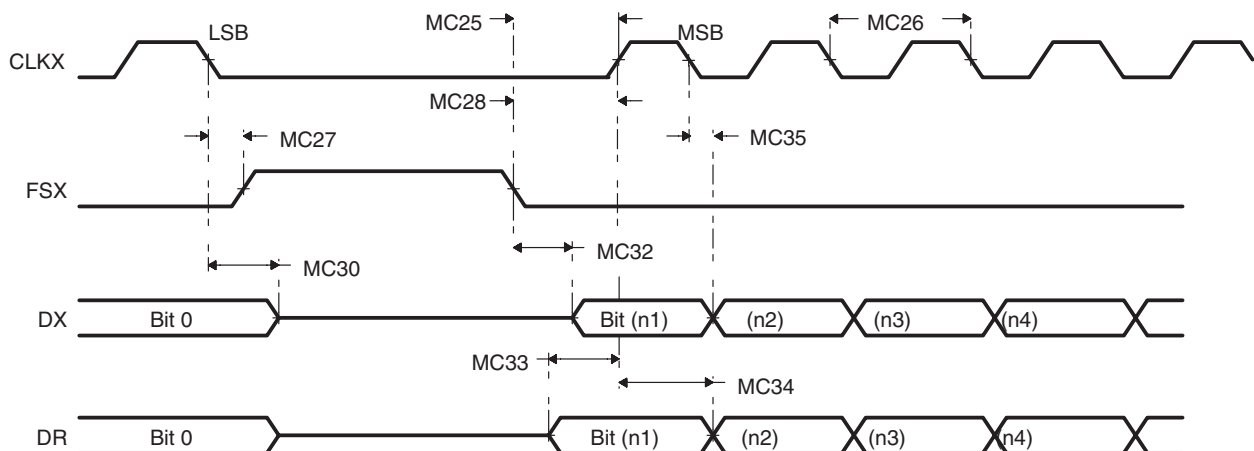 MC25
MC26
LSB
MSB
CLKX
MC28
MC27
MC35
FSX
MC32
MC30
DX
Bit 0
Bit (n1)
(n2)
(n3)
(n4)
MC33
MC34
DR
Bit 0
Bit (n1)
(n2)
(n3)
(n4)